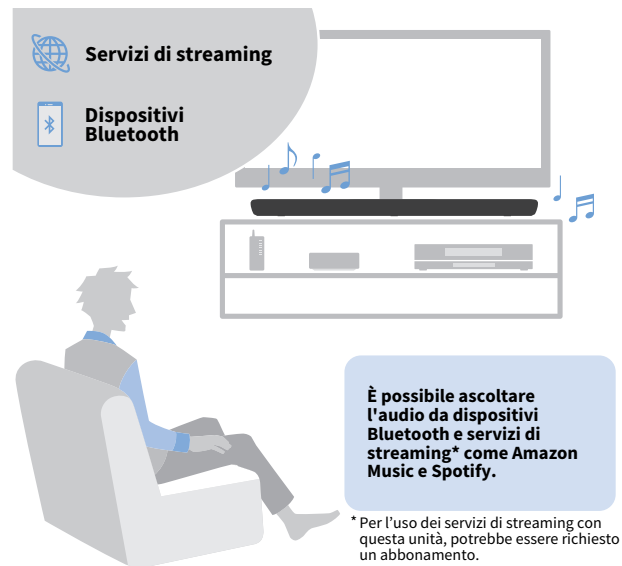 Servizi di streaming
Dispositivi
Bluetooth
È possibile ascoltare
l'audio da dispositivi
Bluetooth e servizi di
streaming* come Amazon
Music e Spotify.
* Per l’uso dei servizi di streaming con
questa unità, potrebbe essere richiesto
un abbonamento.